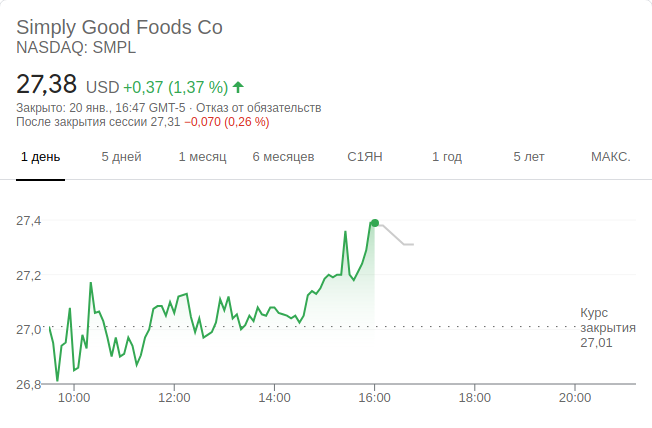 Simply Good Foods Co
NASDAQ: SMPL
27,38 USD +0,37 (1,37 %)
Закрыто: 20 янв., 16:47 GMT-5 · Отказ от обязательств
После закрытия сессии 27,31 −0,070 (0,26 %)
1 день 5 дней 1 месяц 6 месяцев С1ЯН 1 год 5 лет МАКС.
27,4
27,2
27,0
26,8
Курс
закрытия
27,01
10:00 12:00 14:00 16:00 18:00 20:00